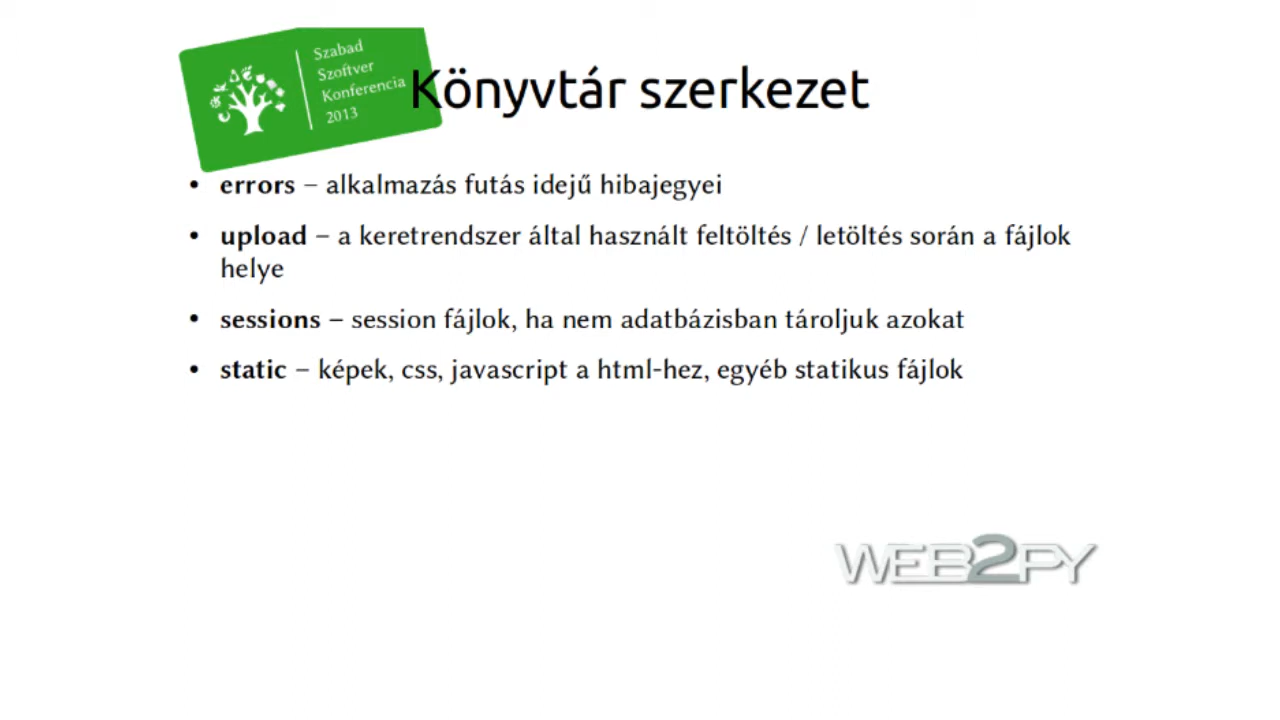 Szabad
Szoftver
Konferencia
2013
Könyvtár szerkezet
• errors – alkalmazás futás idejű hibajegyei
• upload – a keretrendszer által használt feltöltés / letöltés során a fájlok
helye
• sessions – session fájlok, ha nem adatbázisban tároljuk azokat
• static – képek, css, javascript a html-hez, egyéb statikus fájlok
WEB2PY